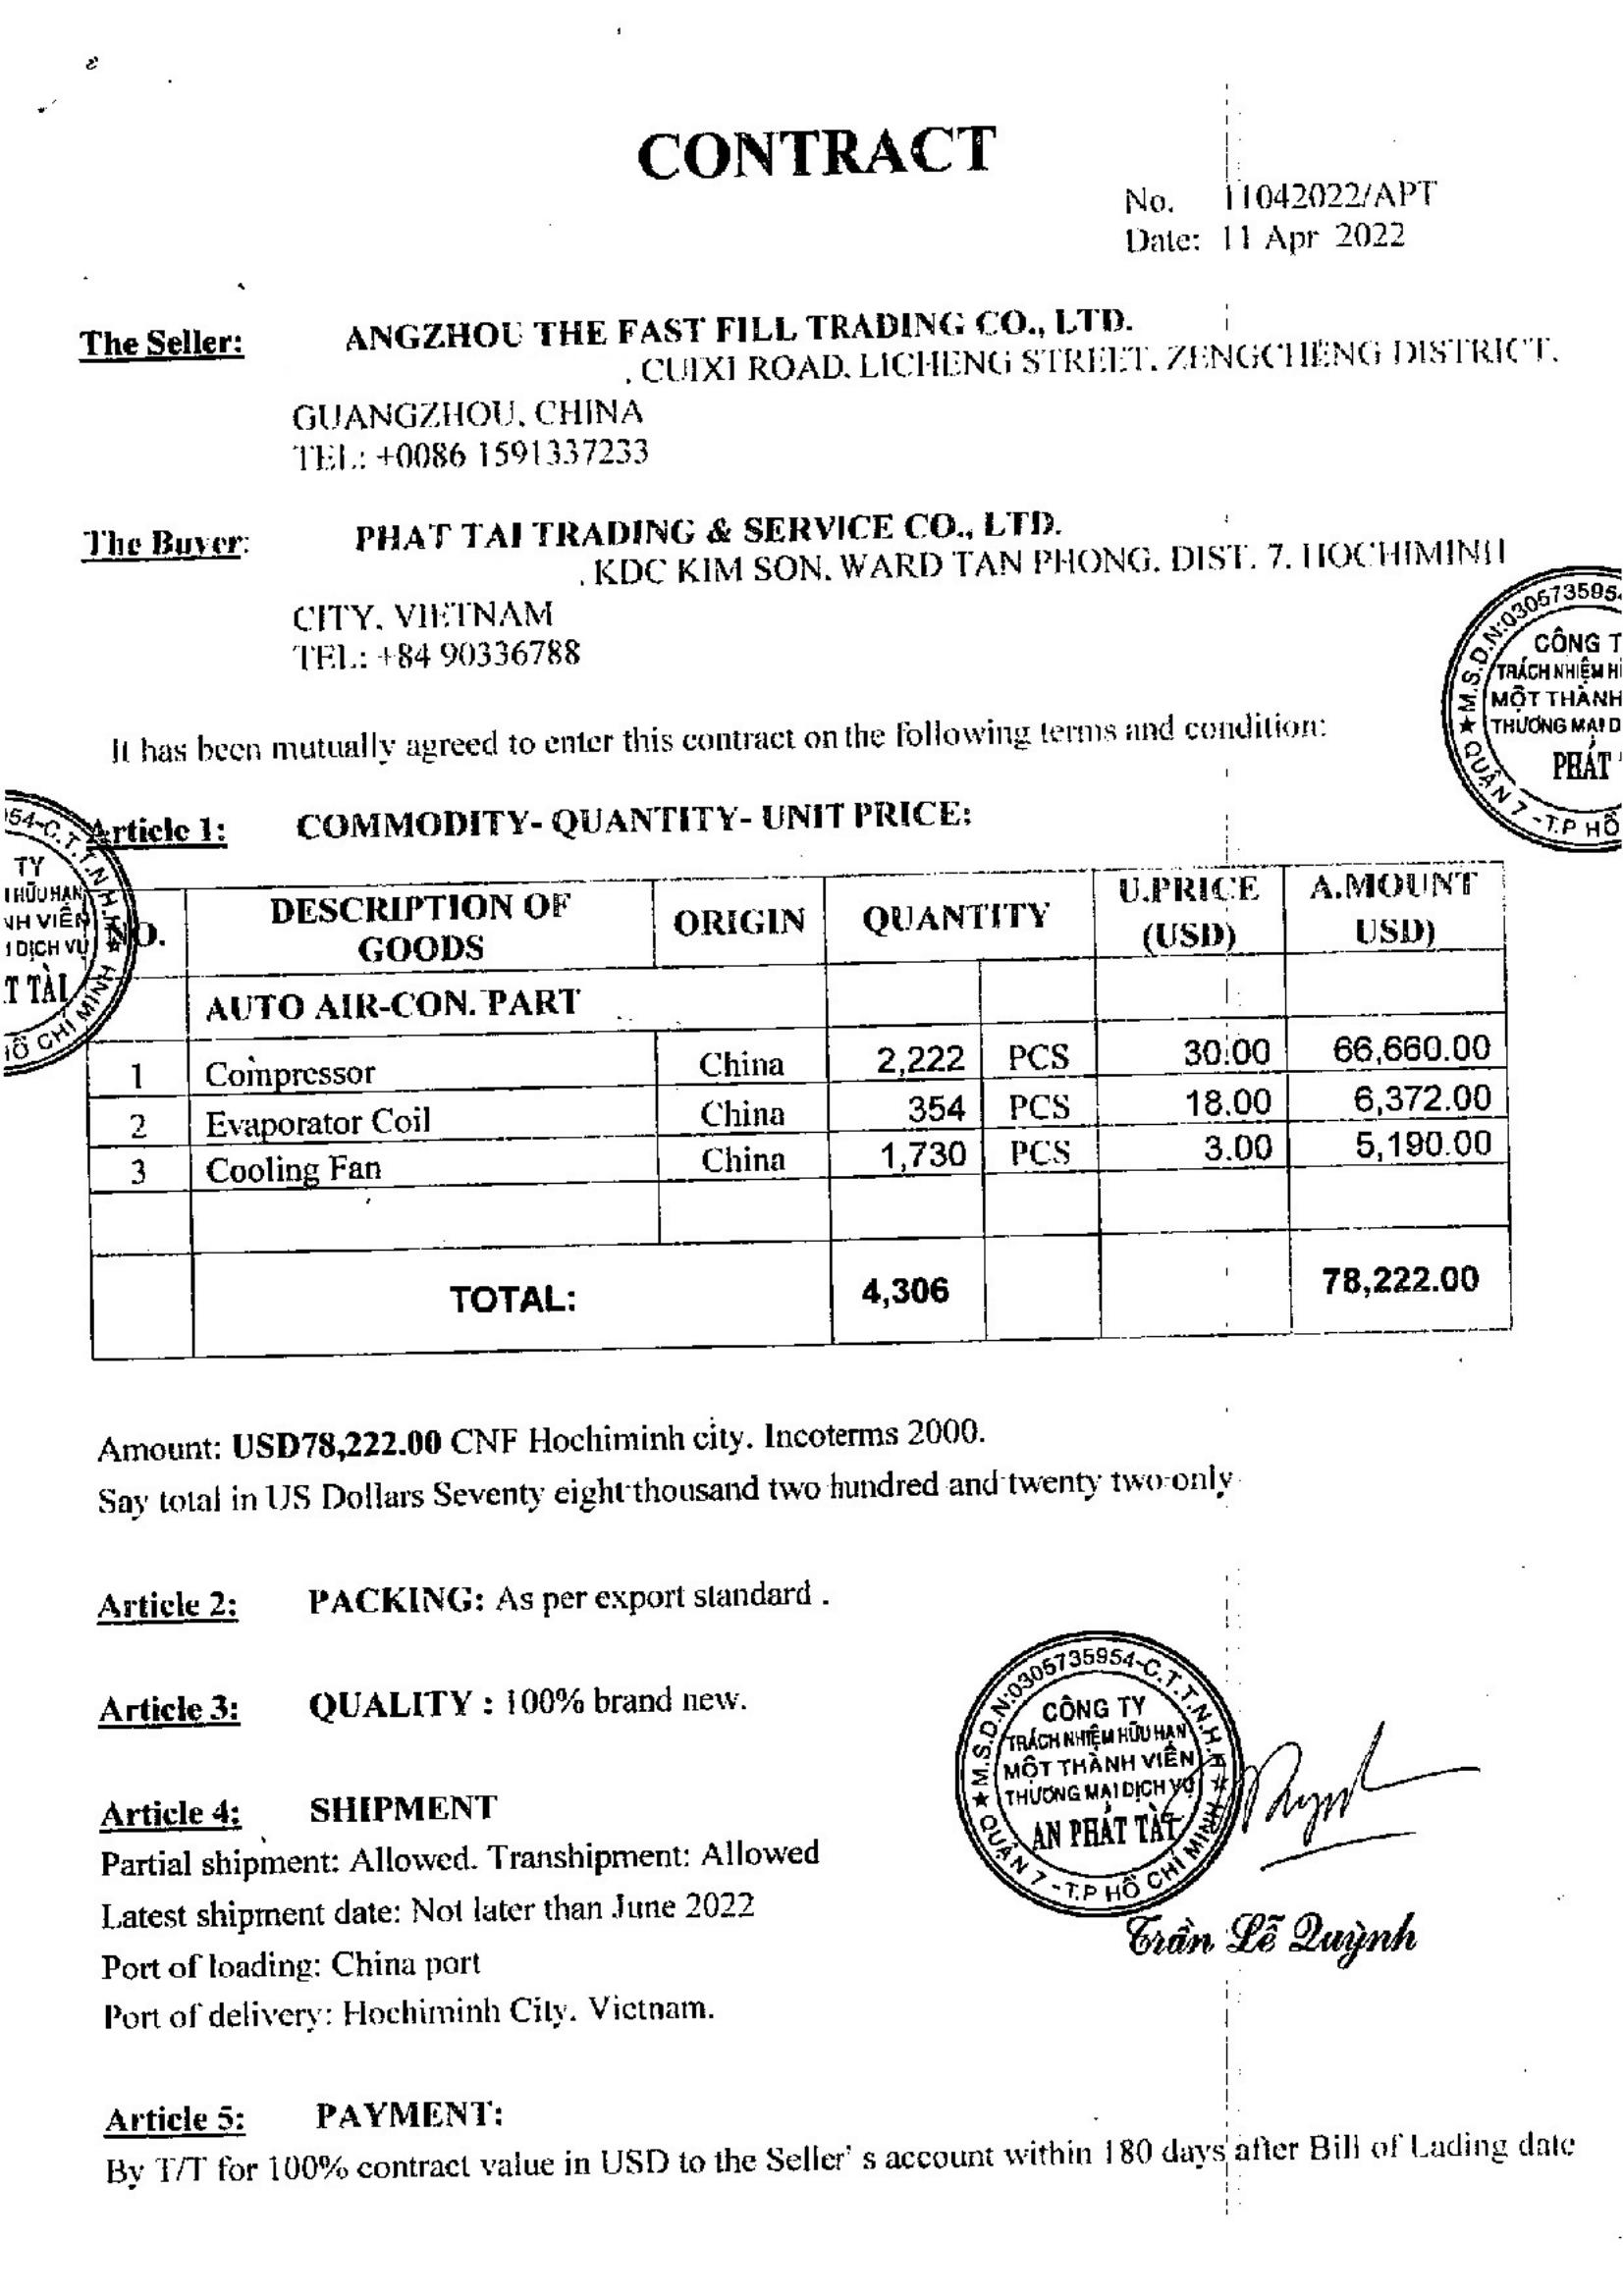 CONTRACT
No. 11042022/APT
Date: 11 Apr 2022
The Seller: ANGZHOU THE FAST FILL TRADING CO., LTD.
, CUIXI ROAD, LICHENG STREET, ZENGCHENG DISTRICT,
GUANGZHOU, CHINA
TEL: +0086 1591337233
The Buyer: PHAT TAI TRADING & SERVICE CO., LTD.
, KDC KIM SON, WARD TAN PHONG, DIST. 7, HOCHIMINH
CITY, VIETNAM
TEL: +84 90336788
M.S.D.N:030573595
CÔNG T
TRÁCH NHIỆM H
MỘT THÀNH
THƯƠNG MẠI D
PHÁT
QUẬN 7 - T.P HỒ
It has been mutually agreed to enter this contract on the following terms and condition:
Article 1: COMMODITY- QUANTITY- UNIT PRICE:
954-C.T.T.N.H.H
TY
HỮU HẠN
NH VIÊN
DỊCH VỤ
T TÀI
HỒ CHÍ MINH
NO. DESCRIPTION OF GOODS ORIGIN QUANTITY U.PRICE (USD) A.MOUNT USD)
AUTO AIR-CON. PART
1 Compressor China 2,222 PCS 30.00 66,660.00
2 Evaporator Coil China 354 PCS 18.00 6,372.00
3 Cooling Fan China 1,730 PCS 3.00 5,190.00
TOTAL: 4,306 78,222.00
Amount: USD78,222.00 CNF Hochiminh city. Incoterms 2000.
Say total in US Dollars Seventy eight thousand two hundred and twenty two only
Article 2: PACKING: As per export standard .
Article 3: QUALITY : 100% brand new.
Article 4: SHIPMENT
Partial shipment: Allowed. Transhipment: Allowed
Latest shipment date: Not later than June 2022
Port of loading: China port
Port of delivery: Hochiminh City, Vietnam.
M.S.D.N:0305735954-C.T.T.N.H.H
CÔNG TY
TRÁCH NHIỆM HỮU HẠN
MỘT THÀNH VIÊN
THƯƠNG MẠI DỊCH VỤ
AN PHÁT TÀI
QUẬN 7 - T.P HỒ CHÍ MINH
Trần Lễ Quỳnh
Article 5: PAYMENT:
By T/T for 100% contract value in USD to the Seller' s account within 180 days after Bill of Lading date